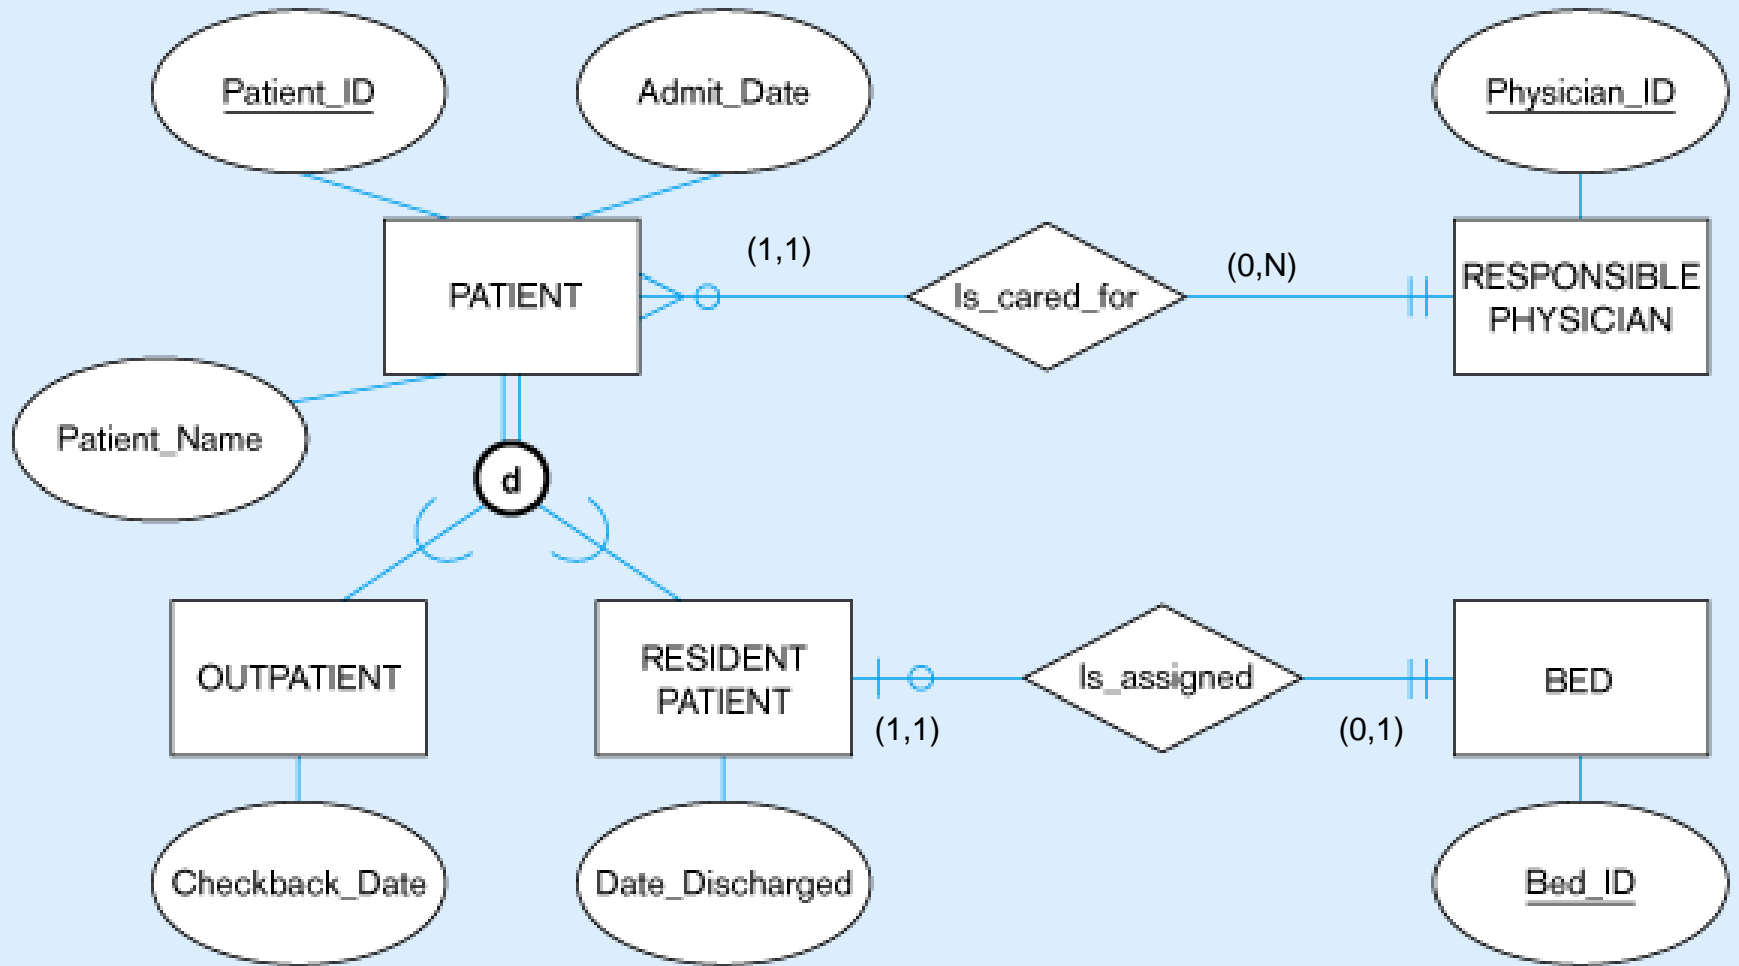 Patient_ID
Admit_Date
Physician_ID
PATIENT
(1,1)
Is_cared_for
(0,N)
RESPONSIBLE
PHYSICIAN
Patient_Name
d
OUTPATIENT
RESIDENT
PATIENT
(1,1)
Is_assigned
(0,1)
BED
Checkback_Date
Date_Discharged
Bed_ID